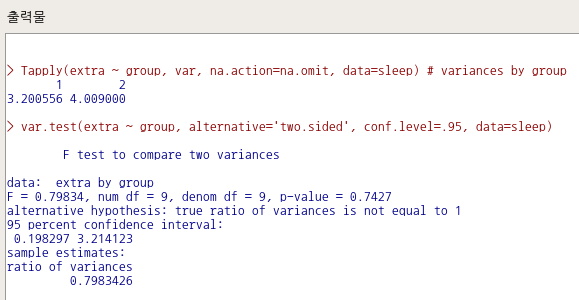 출력물
> Tapply(extra ~ group, var, na.action=na.omit, data=sleep) # variances by group
1 2
3.200556 4.009000
> var.test(extra ~ group, alternative='two.sided', conf.level=.95, data=sleep)
F test to compare two variances
data:  extra by group
F = 0.79834, num df = 9, denom df = 9, p-value = 0.7427
alternative hypothesis: true ratio of variances is not equal to 1
95 percent confidence interval:
0.198297 3.214123
sample estimates:
ratio of variances
0.7983426